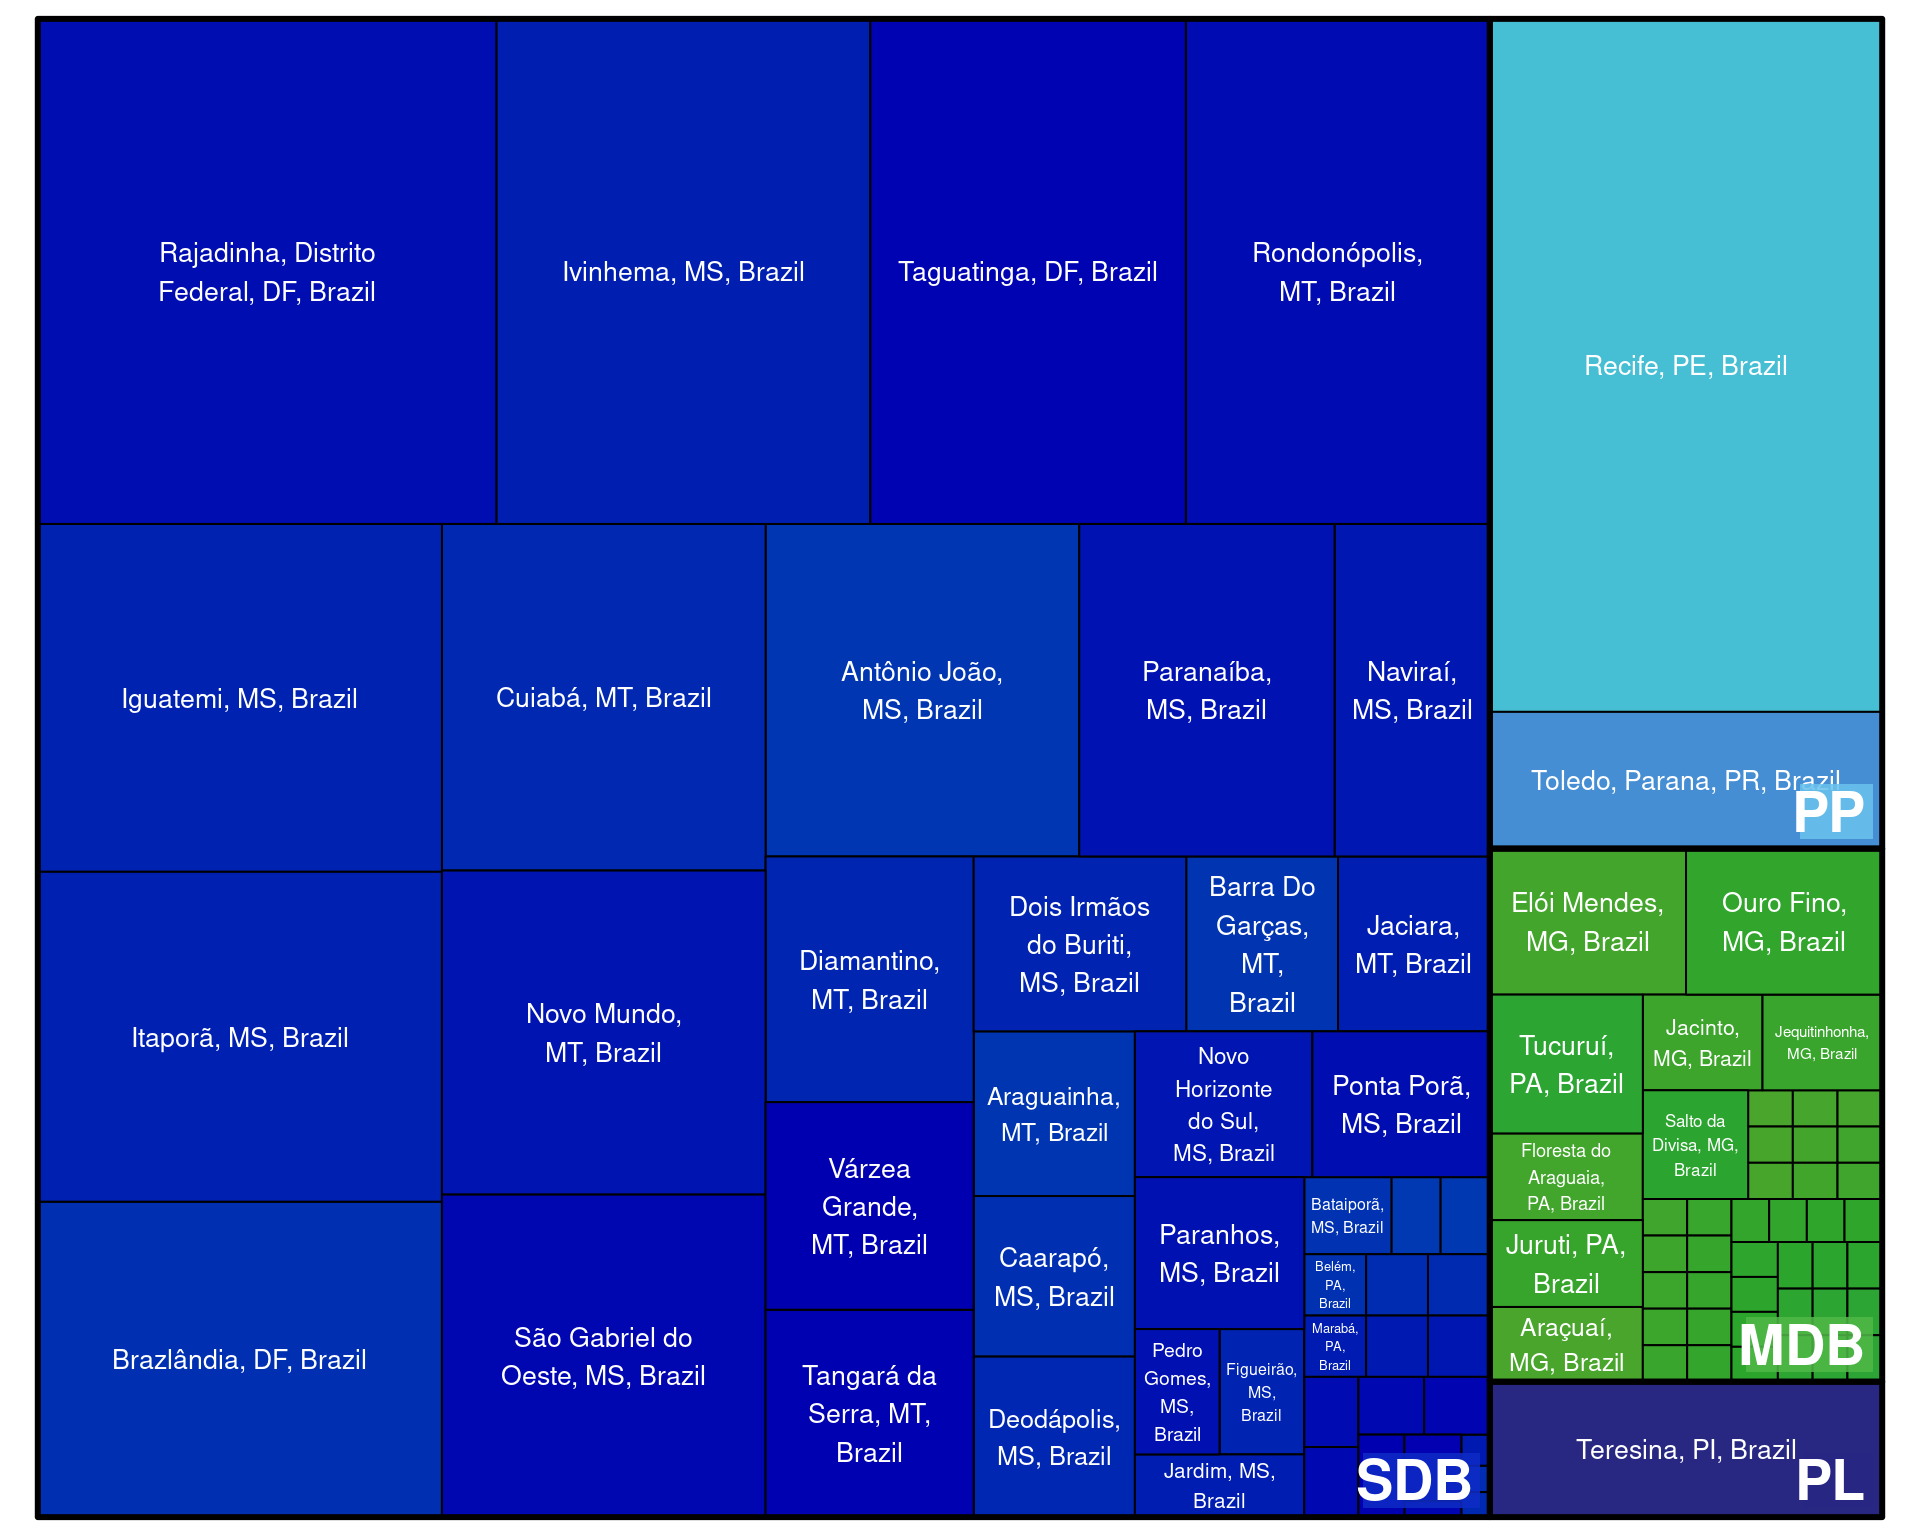 Rajadinha, Distrito
Federal, DF, Brazil
Ivinhema, MS, Brazil
Taguatinga, DF, Brazil
Rondonópolis,
MT, Brazil
Recife, PE, Brazil
Iguatemi, MS, Brazil
Cuiabá, MT, Brazil
Antônio João,
MS, Brazil
Paranaíba,
MS, Brazil
Naviraí,
MS, Brazil
Toledo, Parana, PR, Brazil
PP
Itaporã, MS, Brazil
Novo Mundo,
MT, Brazil
Diamantino,
MT, Brazil
Dois Irmãos
do Buriti,
MS, Brazil
Barra Do
Garças,
MT,
Brazil
Jaciara,
MT, Brazil
Elói Mendes,
MG, Brazil
Ouro Fino,
MG, Brazil
Tucuruí,
PA, Brazil
Jacinto,
MG, Brazil
Jequitinhonha,
MG, Brazil
Araguainha,
MT, Brazil
Novo
Horizonte
do Sul,
MS, Brazil
Ponta Porã,
MS, Brazil
Salto da
Divisa, MG,
Brazil
Floresta do
Araguaia,
PA, Brazil
Várzea
Grande,
MT, Brazil
Caarapó,
MS, Brazil
Paranhos,
MS, Brazil
Bataiporã,
MS, Brazil
Belém,
PA,
Brazil
Marabá,
PA,
Brazil
Juruti, PA,
Brazil
Araçuaí,
MG, Brazil
MDB
Brazlândia, DF, Brazil
São Gabriel do
Oeste, MS, Brazil
Tangará da
Serra, MT,
Brazil
Deodápolis,
MS, Brazil
Pedro
Gomes,
MS,
Brazil
Figueirão,
MS,
Brazil
Jardim, MS,
Brazil
SDB
Teresina, PI, Brazil
PL